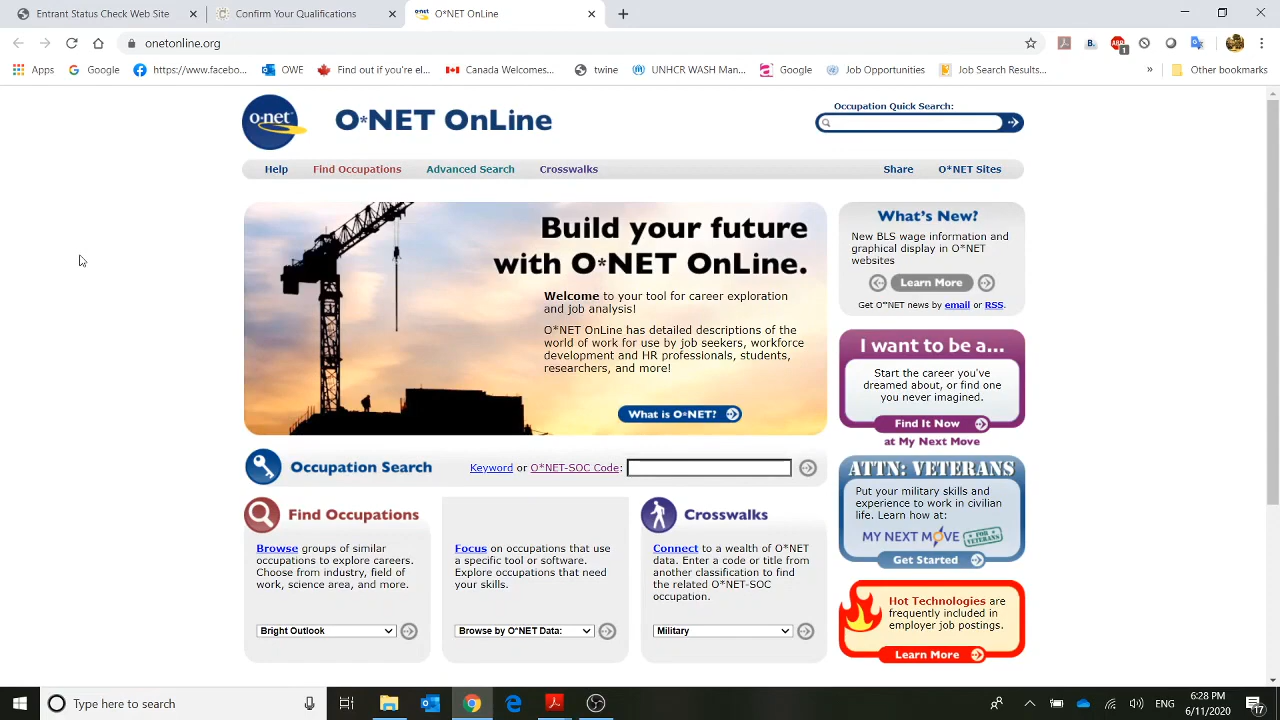 Entrant Status Check Web Site
Confirm Your Qualifications
O*NET OnLine
onetonline.org
Apps
Google
https://www.facebo...
OWE
Find out if you're el...
Canada Welcomes...
twine
UNHCR WASH Man...
Google
Job Opportunities
Job Search Results...
»
Other bookmarks
o·net
O*NET OnLine
Occupation Quick Search:
Help
Find Occupations
Advanced Search
Crosswalks
Share
O*NET Sites
Build your future
with O*NET OnLine.
Welcome to your tool for career exploration
and job analysis!
O*NET OnLine has detailed descriptions of the
world of work for use by job seekers, workforce
development and HR professionals, students,
researchers, and more!
What is O*NET?
What's New?
New BLS wage information and
graphical display in O*NET
websites
Learn More
Get O*NET news by email or RSS.
I want to be a...
Start the career you've
dreamed about, or find one
you never imagined.
Find It Now
at My Next Move
Occupation Search
Keyword or O*NET-SOC Code:
Find Occupations
Browse groups of similar
occupations to explore careers.
Choose from industry, field of
work, science area, and more.
Bright Outlook
Focus on occupations that use
a specific tool or software.
Explore occupations that need
your skills.
Browse by O*NET Data:
Crosswalks
Connect to a wealth of O*NET
data. Enter a code or title from
another classification to find
the related O*NET-SOC
occupation.
Military
ATTN: VETERANS
Put your military skills and
experience to work in civilian
life. Learn how at:
MY NEXT MOVE FOR VETERANS
Get Started
Hot Technologies are
frequently included in
employer job postings.
Learn More
Type here to search
ENG
6:28 PM
6/11/2020